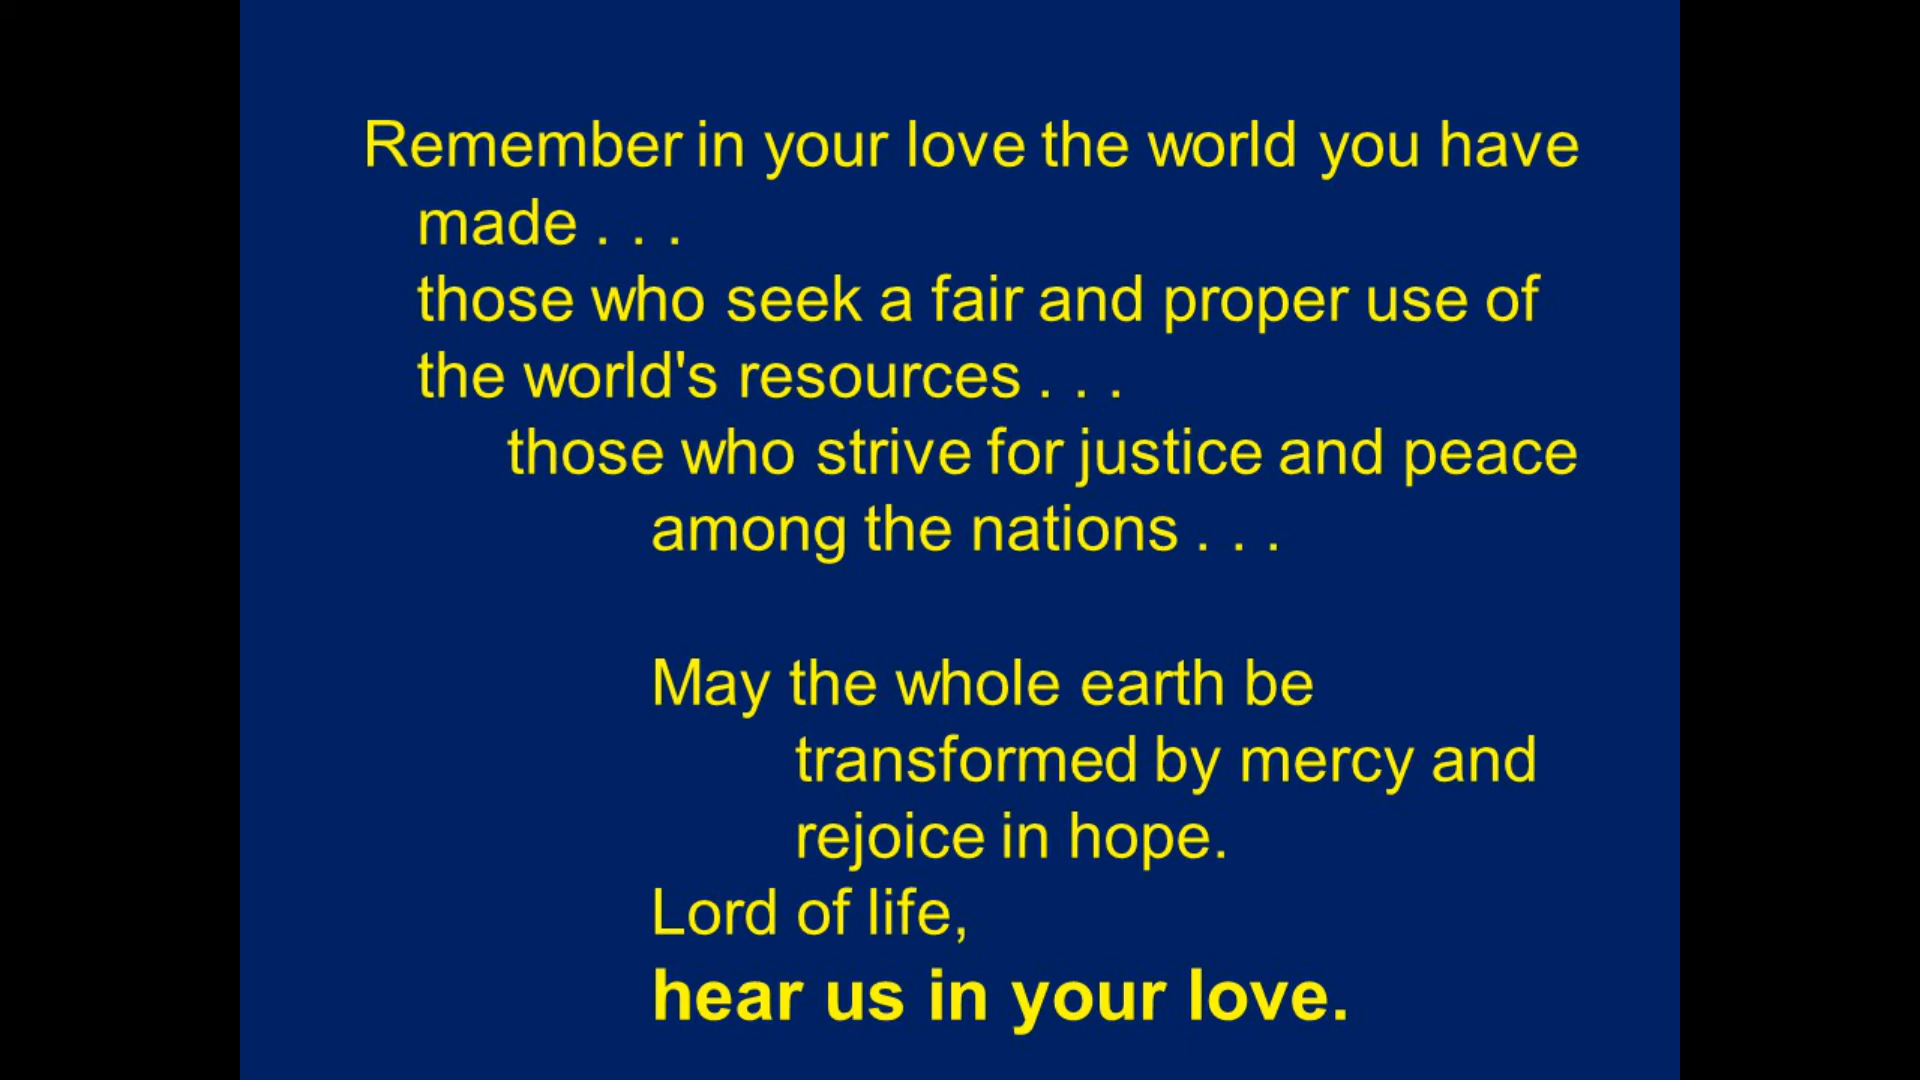 Remember in your love the world you have
made . . .
those who seek a fair and proper use of
the world's resources . . .
those who strive for justice and peace
among the nations . . .
May the whole earth be
transformed by mercy and
rejoice in hope.
Lord of life,
hear us in your love.